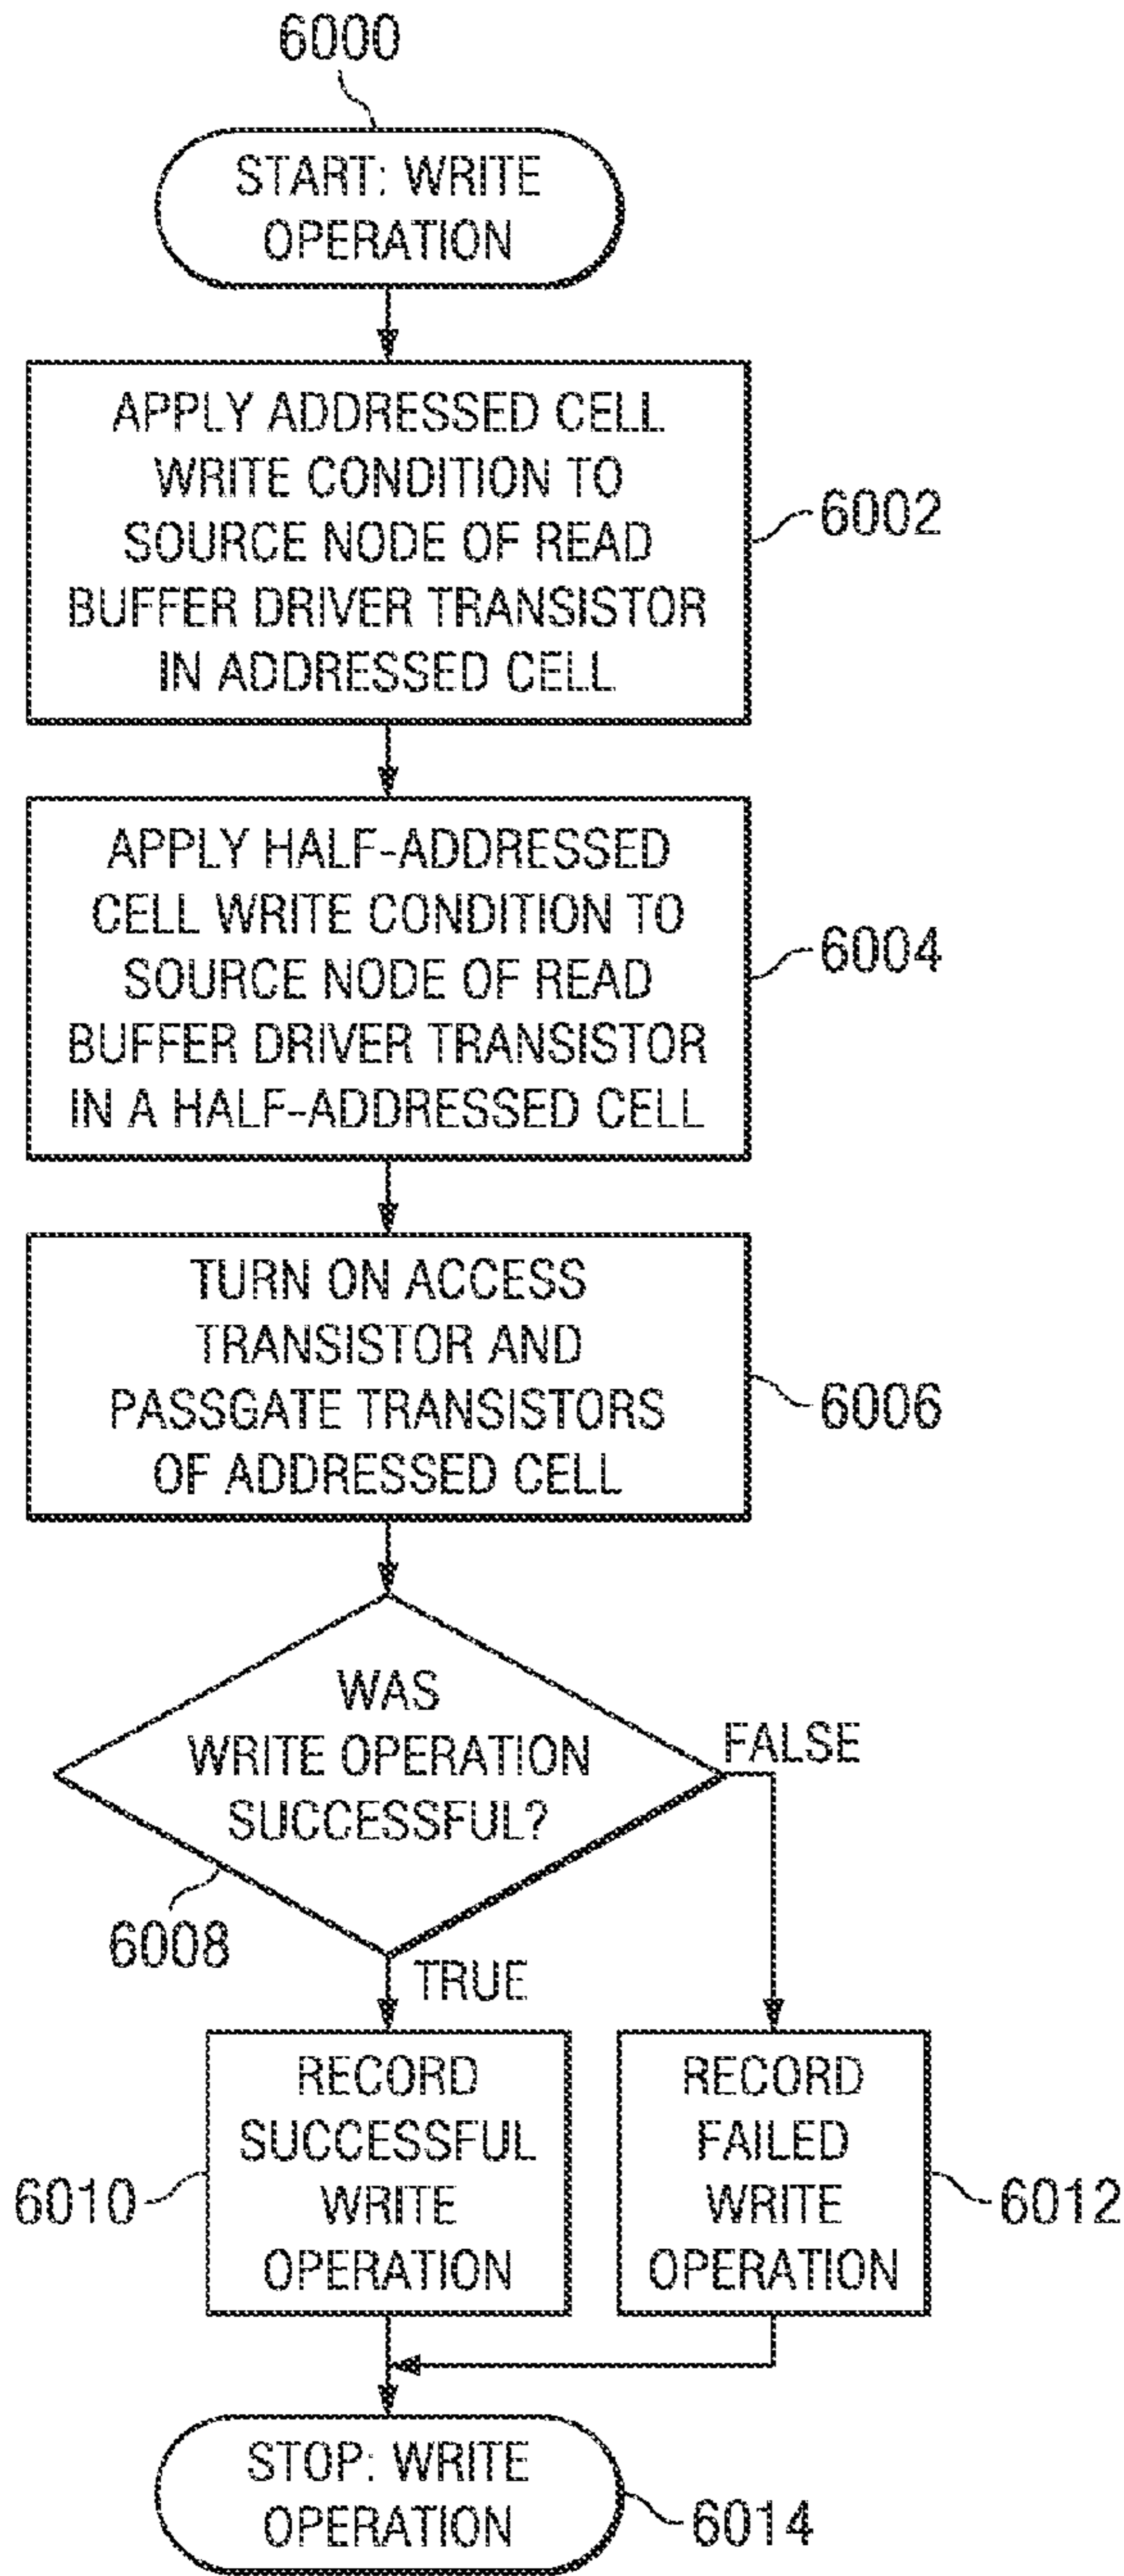 6000
START: WRITE
OPERATION
APPLY ADDRESSED CELL
WRITE CONDITION TO
SOURCE NODE OF READ
BUFFER DRIVER TRANSISTOR
IN ADDRESSED CELL
6002
APPLY HALF-ADDRESSED
CELL WRITE CONDITION TO
SOURCE NODE OF READ
BUFFER DRIVER TRANSISTOR
IN A HALF-ADDRESSED CELL
6004
TURN ON ACCESS
TRANSISTOR AND
PASSGATE TRANSISTORS
OF ADDRESSED CELL
6006
WAS
WRITE OPERATION
SUCCESSFUL?
6008
FALSE
TRUE
RECORD
SUCCESSFUL
WRITE
OPERATION
6010
RECORD
FAILED
WRITE
OPERATION
6012
STOP: WRITE
OPERATION
6014